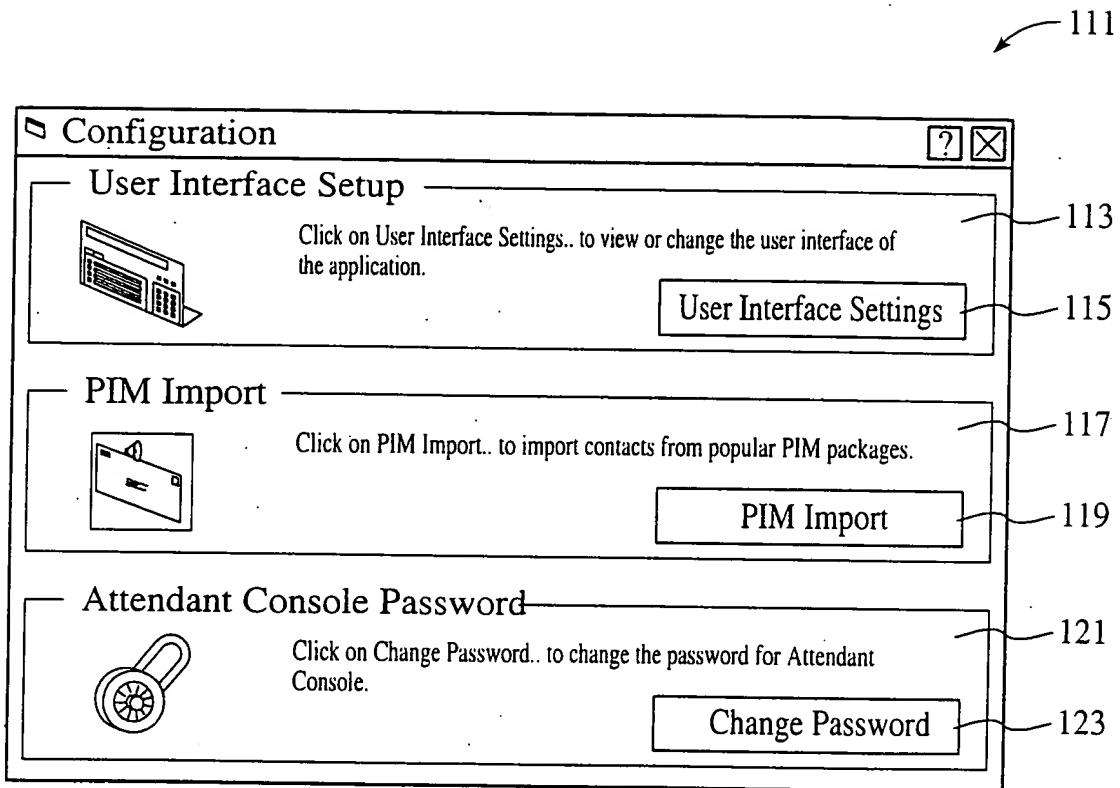 111
Configuration
User Interface Setup
113
Click on User Interface Settings.. to view or change the user interface of
the application.
User Interface Settings
115
PIM Import
117
Click on PIM Import.. to import contacts from popular PIM packages.
PIM Import
119
Attendant Console Password
121
Click on Change Password.. to change the password for Attendant
Console.
Change Password
123